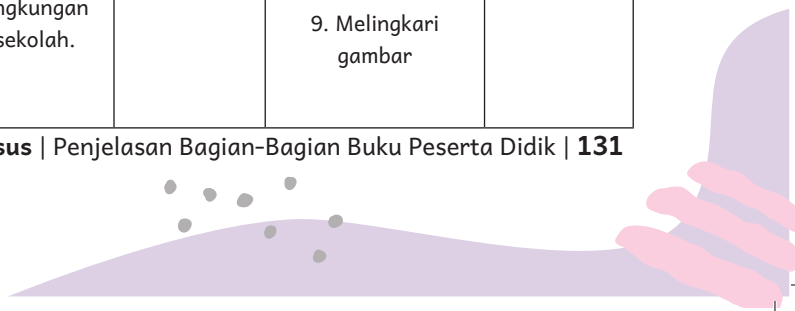 ngkungan
sekolah.
9. Melingkari
gambar
sus | Penjelasan Bagian-Bagian Buku Peserta Didik | 131